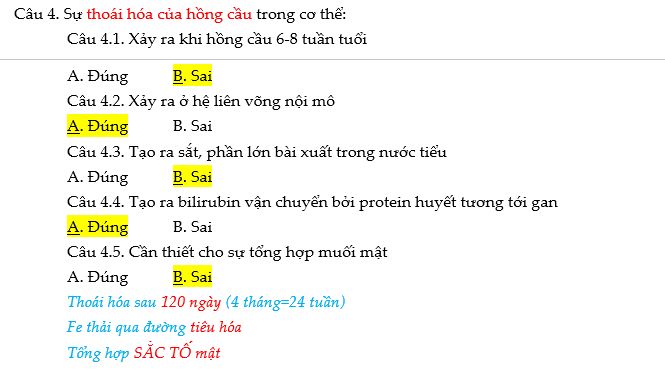 Câu 4. Sự thoái hóa của hồng cầu trong cơ thể:
Câu 4.1. Xảy ra khi hồng cầu 6-8 tuần tuổi
A. Đúng B. Sai
Câu 4.2. Xảy ra ở hệ liên võng nội mô
A. Đúng B. Sai
Câu 4.3. Tạo ra sắt, phần lớn bài xuất trong nước tiểu
A. Đúng B. Sai
Câu 4.4. Tạo ra bilirubin vận chuyển bởi protein huyết tương tới gan
A. Đúng B. Sai
Câu 4.5. Cần thiết cho sự tổng hợp muối mật
A. Đúng B. Sai
Thoái hóa sau 120 ngày (4 tháng=24 tuần)
Fe thải qua đường tiêu hóa
Tổng hợp SẮC TỐ mật